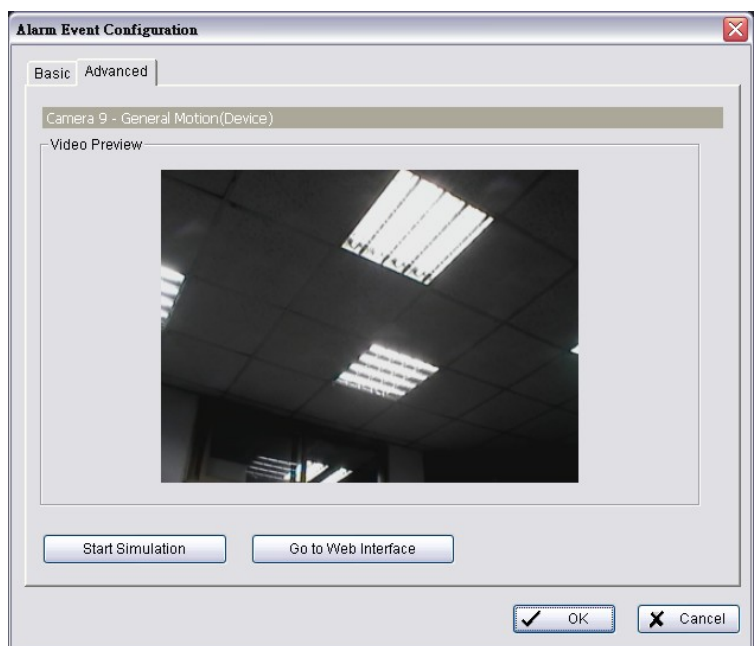 Alarm Event Configuration
Basic Advanced
Camera 9 - General Motion(Device)
Video Preview
Start Simulation Go to Web Interface
OK Cancel